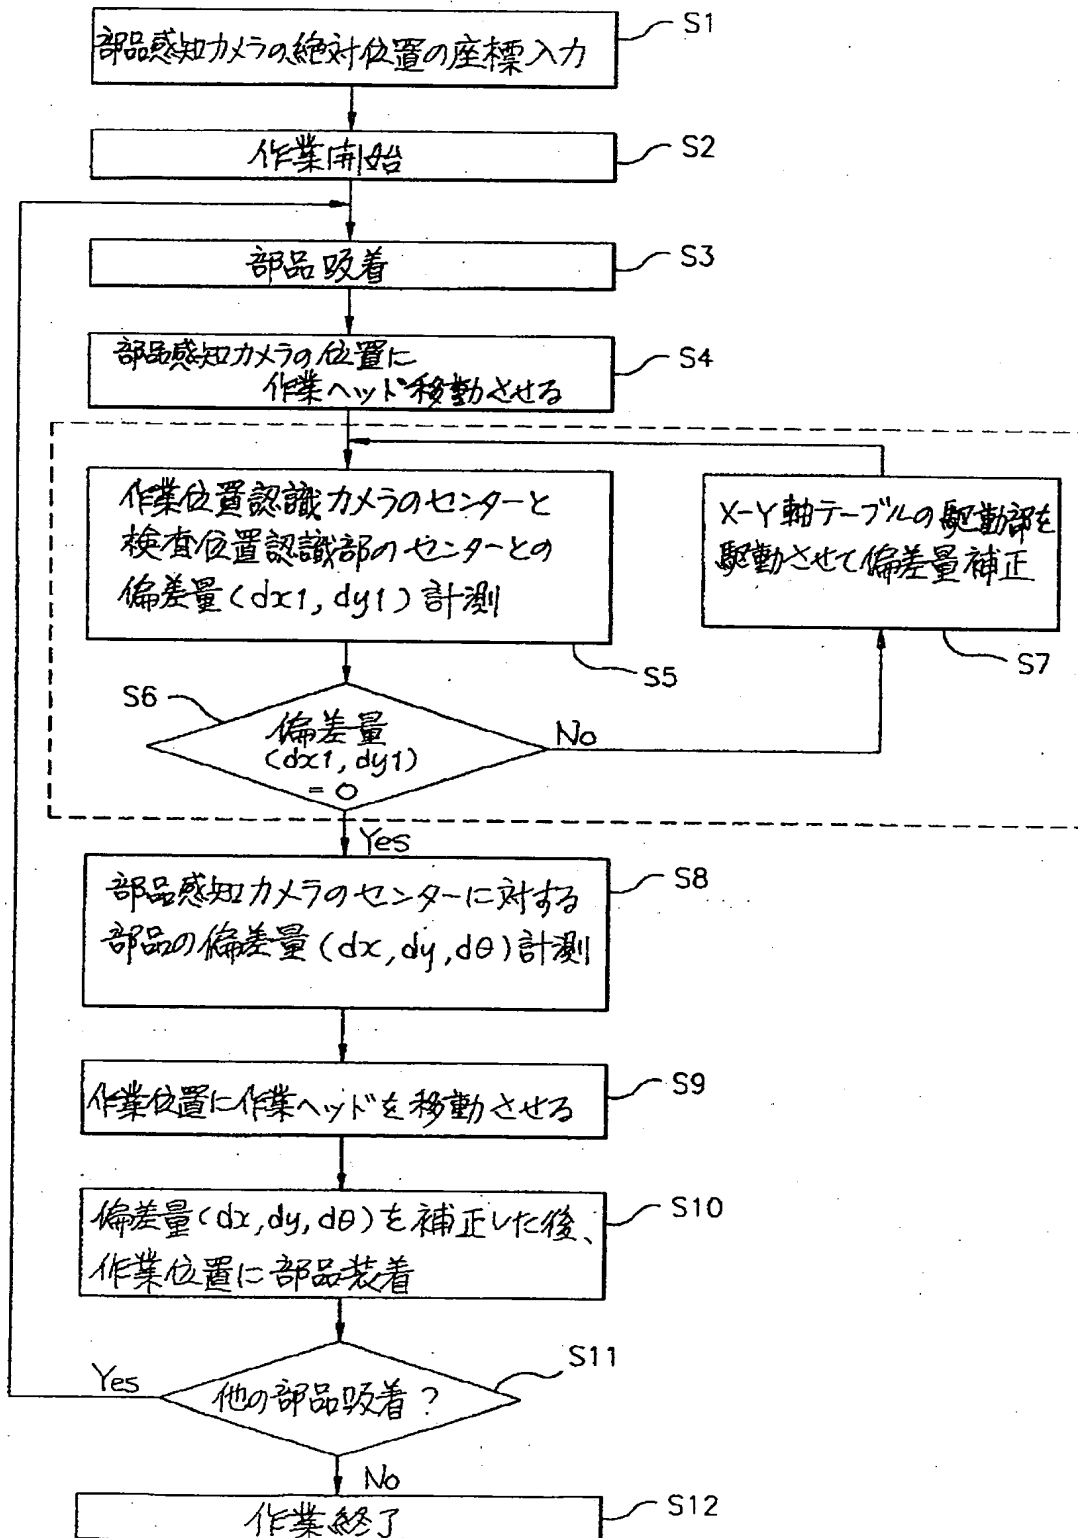 部品感知カメラの絶対位置の座標入力
S1
作業開始
S2
部品吸着
S3
部品感知カメラの位置に
作業ヘッド移動させる
S4
作業位置認識カメラのセンターと
検査位置認識部のセンターとの
偏差量(dx1, dy1)計測
S5
X-Y軸テーブルの駆動部を
駆動させて偏差量補正
S7
S6
偏差量
(dx1, dy1)
= 0
No
Yes
部品感知カメラのセンターに対する
部品の偏差量(dx, dy, dθ)計測
S8
作業位置に作業ヘッドを移動させる
S9
偏差量(dx, dy, dθ)を補正した後、
作業位置に部品装着
S10
他の部品吸着?
S11
Yes
No
作業終了
S12